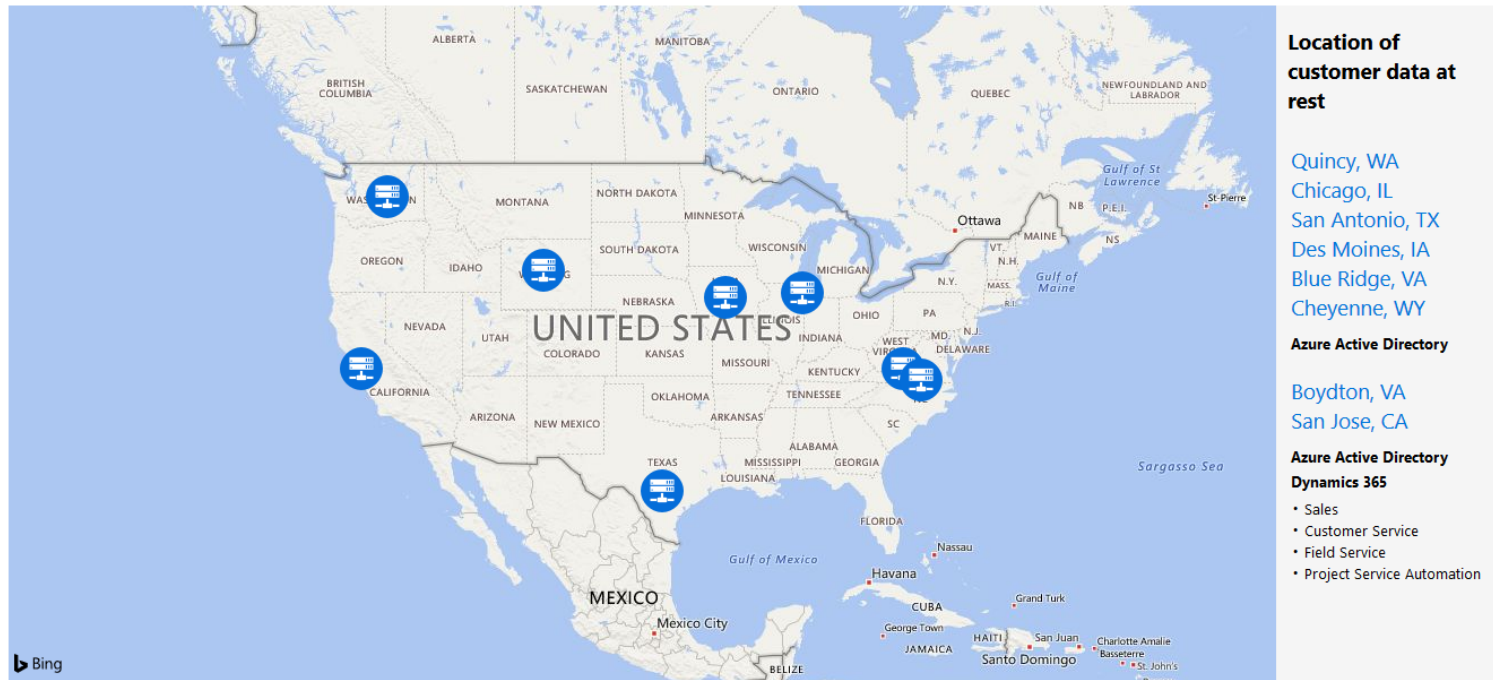 ALBERTA
MANITOBA
BRITISH
COLUMBIA
SASKATCHEWAN
ONTARIO
QUEBEC
NEWFOUNDLAND AND
LABRADOR
Gulf of St
Lawrence
St-Pierre
NB
P.E.I.
NS
Ottawa
MAINE
VT.
N.H.
Gulf of
Maine
MASS.
R.I.
N.Y.
MONTANA
NORTH DAKOTA
MINNESOTA
OREGON
IDAHO
SOUTH DAKOTA
WISCONSIN
MICHIGAN
NEBRASKA
NEVADA
UTAH
UNITED STATES
COLORADO
KANSAS
MISSOURI
INDIANA
OHIO
PA
N.J.
MD.
DELAWARE
WEST
KENTUCKY
CALIFORNIA
ARIZONA
NEW MEXICO
OKLAHOMA
ARKANSAS
TENNESSEE
SC
ALABAMA
MISSISSIPPI
GEORGIA
TEXAS
LOUISIANA
Sargasso Sea
FLORIDA
Gulf of Mexico
Nassau
Havana
MEXICO
Mexico City
CUBA
Grand Turk
George Town
JAMAICA
HAITI
San Juan
Santo Domingo
Charlotte Amalie
Basseterre
St. John's
BELIZE
Bing
Location of
customer data at
rest
Quincy, WA
Chicago, IL
San Antonio, TX
Des Moines, IA
Blue Ridge, VA
Cheyenne, WY
Azure Active Directory
Boydton, VA
San Jose, CA
Azure Active Directory
Dynamics 365
• Sales
• Customer Service
• Field Service
• Project Service Automation